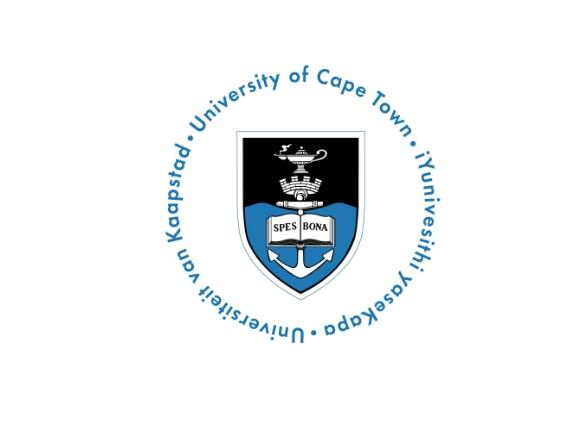 University of Cape Town • iYunivesithi yaseKapa • Universiteit van Kaapstad •
SPES BONA